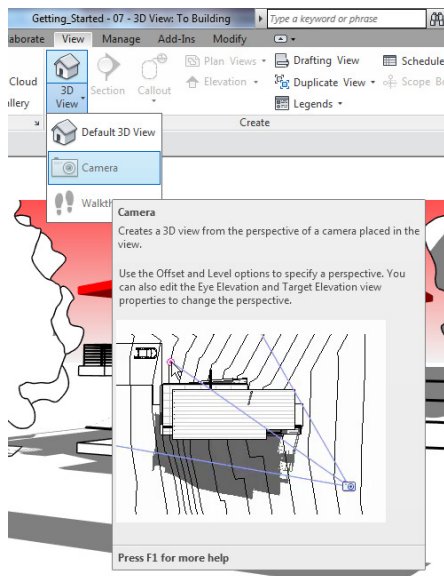 Getting_Started - 07 - 3D View: To Building
Type a keyword or phrase
laborate View Manage Add-Ins Modify
Cloud
llery
3D View
Section
Callout
Plan Views
Elevation
Drafting View
Duplicate View
Legends
Schedule
Scope B
Create
Default 3D View
Camera
Walkth
Camera
Creates a 3D view from the perspective of a camera placed in the
view.
Use the Offset and Level options to specify a perspective. You
can also edit the Eye Elevation and Target Elevation view
properties to change the perspective.
Press F1 for more help